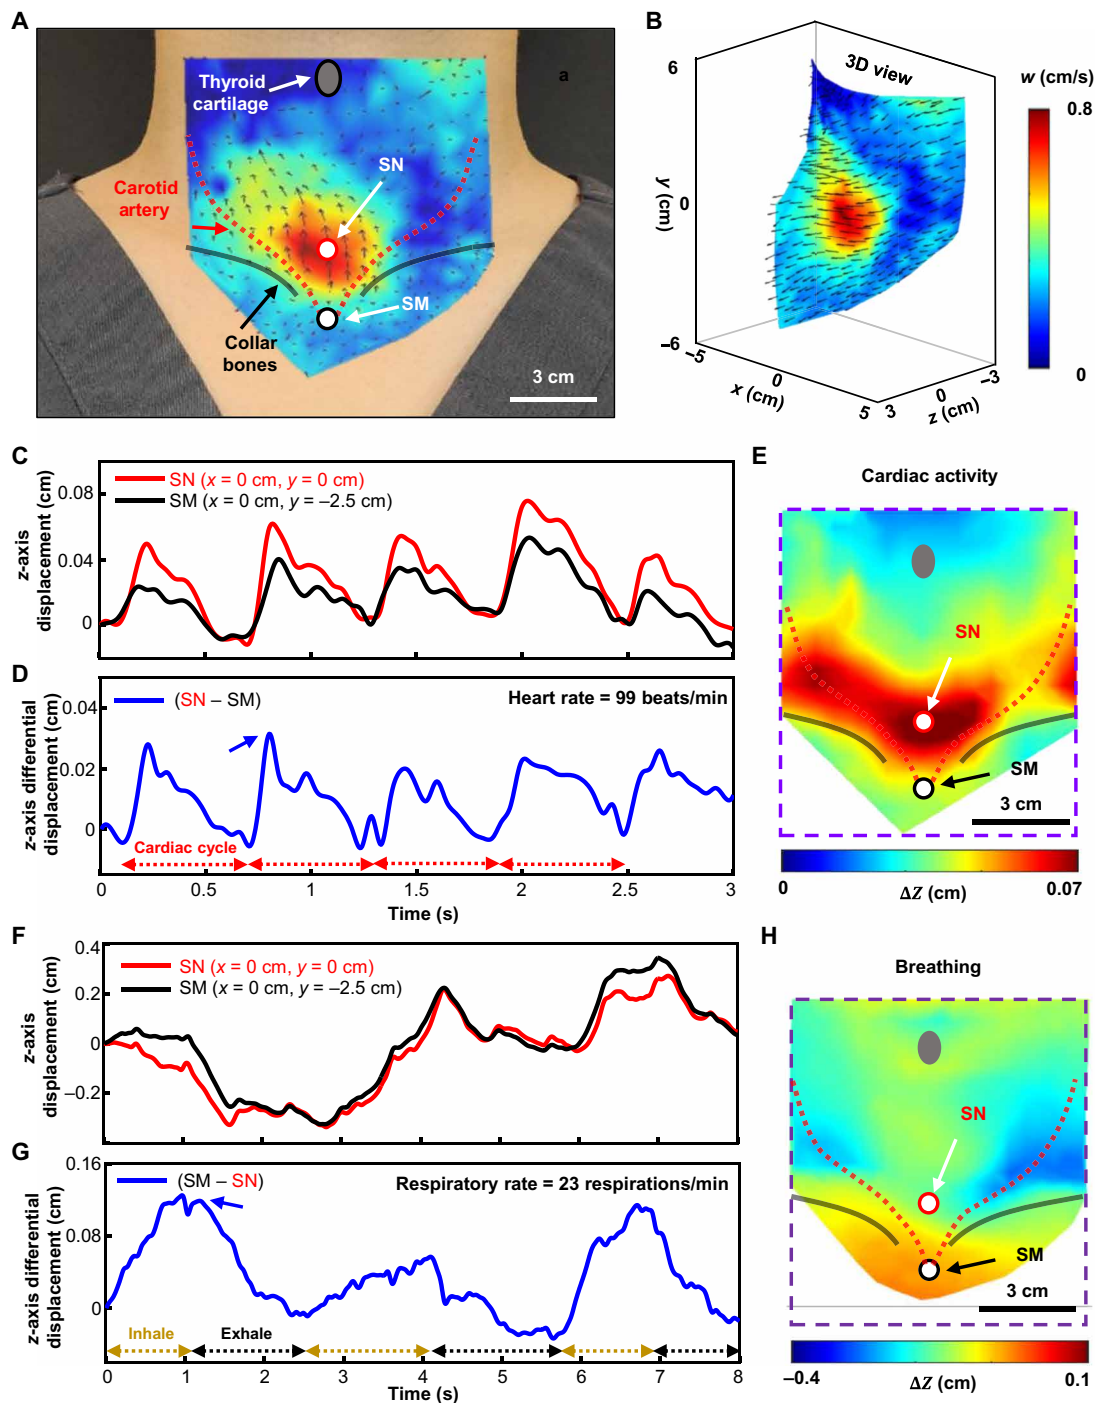 A
Thyroid
cartilage
a
SN
Carotid
artery
SM
Collar
bones
3 cm
B
3D view
w (cm/s)
0.8
0
6
0
–6
y (cm)
–5
0
5
x (cm)
3
0
–3
z (cm)
C
SN (x = 0 cm, y = 0 cm)
SM (x = 0 cm, y = –2.5 cm)
z-axis
displacement (cm)
0.08
0.04
0
D
(SN – SM)
Heart rate = 99 beats/min
z-axis differential
displacement (cm)
0.04
0.02
0
Cardiac cycle
0 0.5 1 1.5 2 2.5 3
Time (s)
E
Cardiac activity
SN
SM
3 cm
0 0.07
ΔZ (cm)
F
SN (x = 0 cm, y = 0 cm)
SM (x = 0 cm, y = –2.5 cm)
z-axis
displacement (cm)
0.4
0.2
0
–0.2
G
(SM – SN)
Respiratory rate = 23 respirations/min
z-axis differential
displacement (cm)
0.16
0.08
0
Inhale
Exhale
0 1 2 3 4 5 6 7 8
Time (s)
H
Breathing
SN
SM
3 cm
–0.4 0.1
ΔZ (cm)